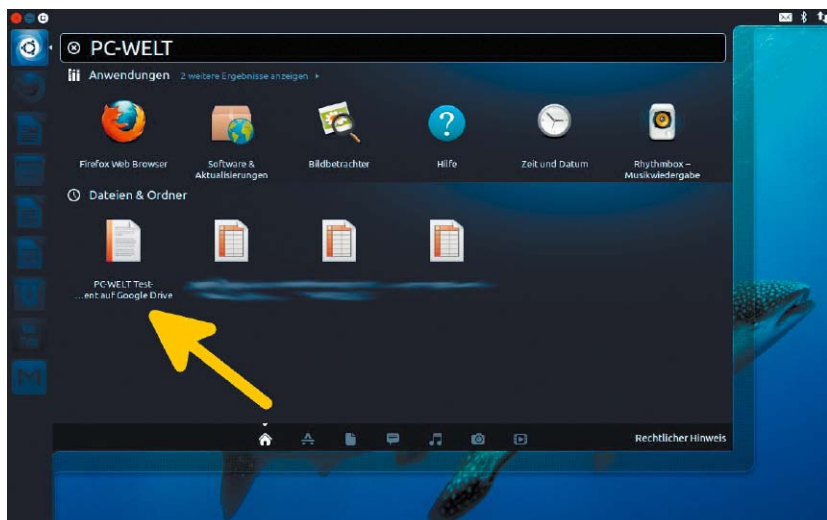 PC-WELT
Anwendungen 2 weitere Ergebnisse anzeigen
Firefox Web Browser
Software &
Aktualisierungen
Bildbetrachter
Hilfe
Zeit und Datum
Rhythmbox –
Musikwiedergabe
Dateien & Ordner
PC-WELT Test-
...ent auf Google Drive
Rechtlicher Hinweis